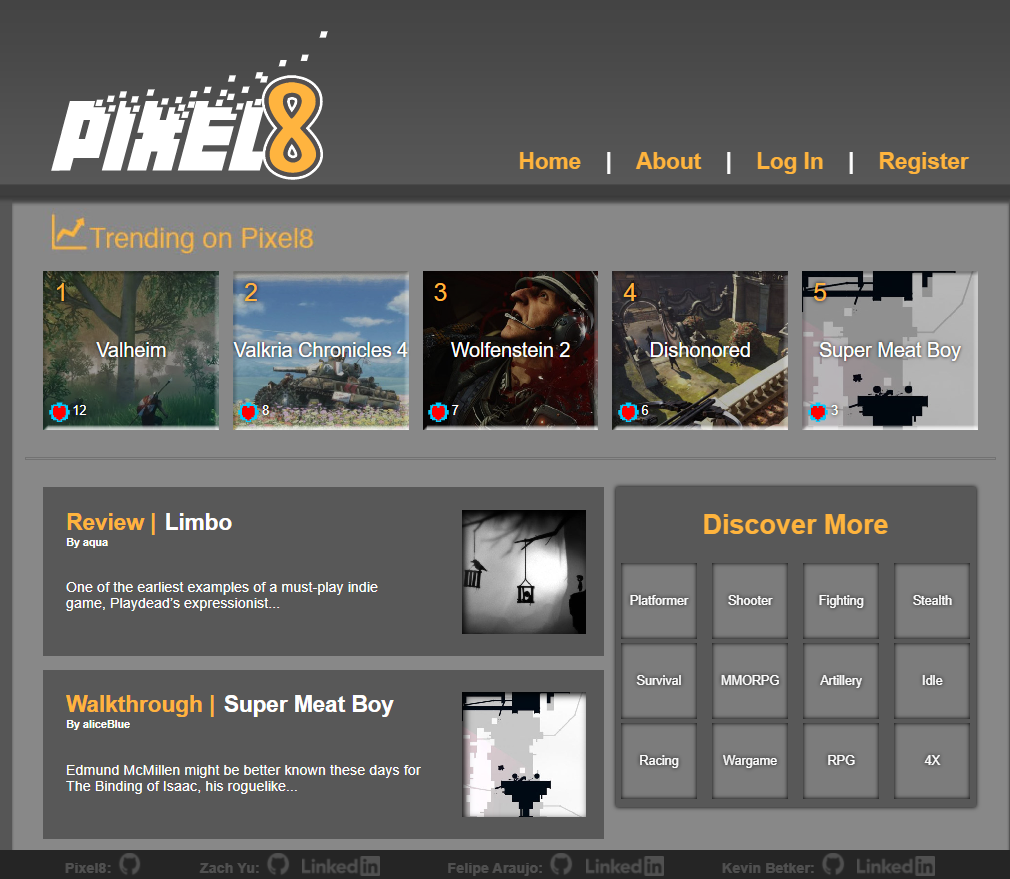 PIXEL8
Home | About | Log In | Register
Trending on Pixel8
1
Valheim
12
2
Valkria Chronicles 4
8
3
Wolfenstein 2
7
4
Dishonored
6
5
Super Meat Boy
3
Review | Limbo
By aqua
One of the earliest examples of a must-play indie
game, Playdead's expressionist...
Walkthrough | Super Meat Boy
By aliceBlue
Edmund McMillen might be better known these days for
The Binding of Isaac, his roguelike...
Discover More
Platformer Shooter Fighting Stealth
Survival MMORPG Artillery Idle
Racing Wargame RPG 4X
Pixel8: Zach Yu: Linkedin Felipe Araujo: Linkedin Kevin Betker: Linkedin